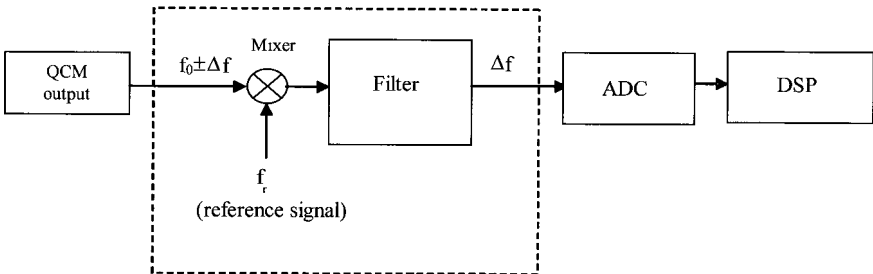 Mixer
QCM
output
f₀±Δf
Filter
Δf
ADC
DSP
fᵣ
(reference signal)